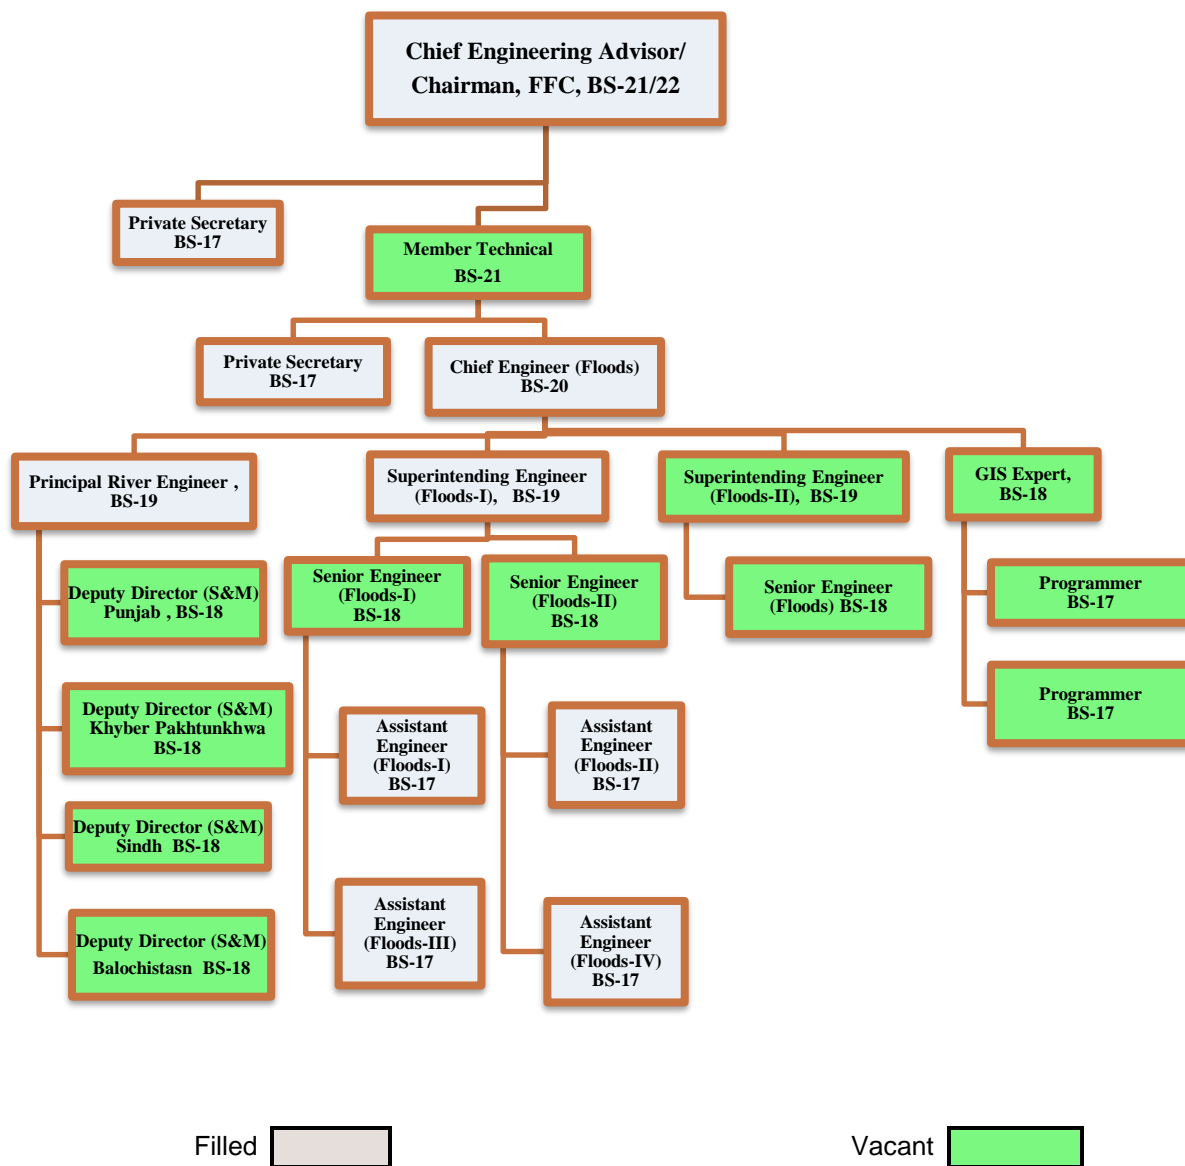 Chief Engineering Advisor/
Chairman, FFC, BS-21/22
Private Secretary
BS-17
Member Technical
BS-21
Private Secretary
BS-17
Chief Engineer (Floods)
BS-20
Principal River Engineer ,
BS-19
Superintending Engineer
(Floods-I), BS-19
Superintending Engineer
(Floods-II), BS-19
GIS Expert,
BS-18
Deputy Director (S&M)
Punjab , BS-18
Deputy Director (S&M)
Khyber Pakhtunkhwa
BS-18
Deputy Director (S&M)
Sindh BS-18
Deputy Director (S&M)
Balochistasn BS-18
Senior Engineer
(Floods-I)
BS-18
Senior Engineer
(Floods-II)
BS-18
Assistant
Engineer
(Floods-I)
BS-17
Assistant
Engineer
(Floods-II)
BS-17
Assistant
Engineer
(Floods-III)
BS-17
Assistant
Engineer
(Floods-IV)
BS-17
Senior Engineer
(Floods) BS-18
Programmer
BS-17
Programmer
BS-17
Filled
Vacant